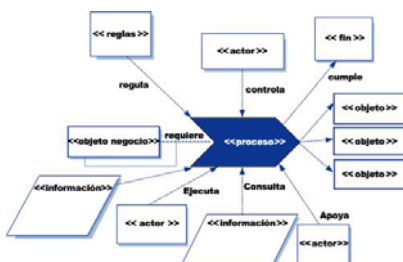 << reglas >>
<< actor >>
<< fin >>
regula
controla
cumple
<<objeto>>
<<objeto negocio>>
requiere
<<proceso>>
<<objeto>>
<<objeto>>
<<información>>
Ejecuta
Consulta
Apoya
<< actor >>
<<información>>
<<actor>>